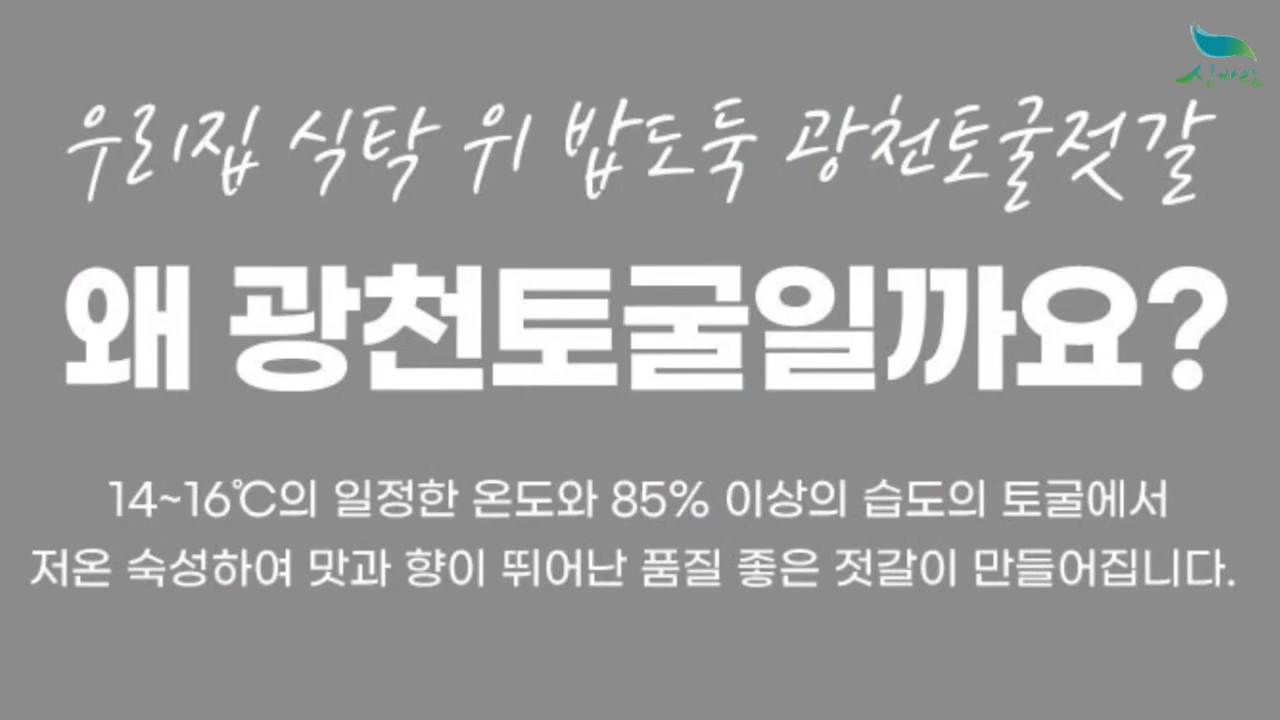 신바람
우리집 식탁 위 밥도둑 광천토굴젓갈
왜 광천토굴일까요?
14~16℃의 일정한 온도와 85% 이상의 습도의 토굴에서
저온 숙성하여 맛과 향이 뛰어난 품질 좋은 젓갈이 만들어집니다.